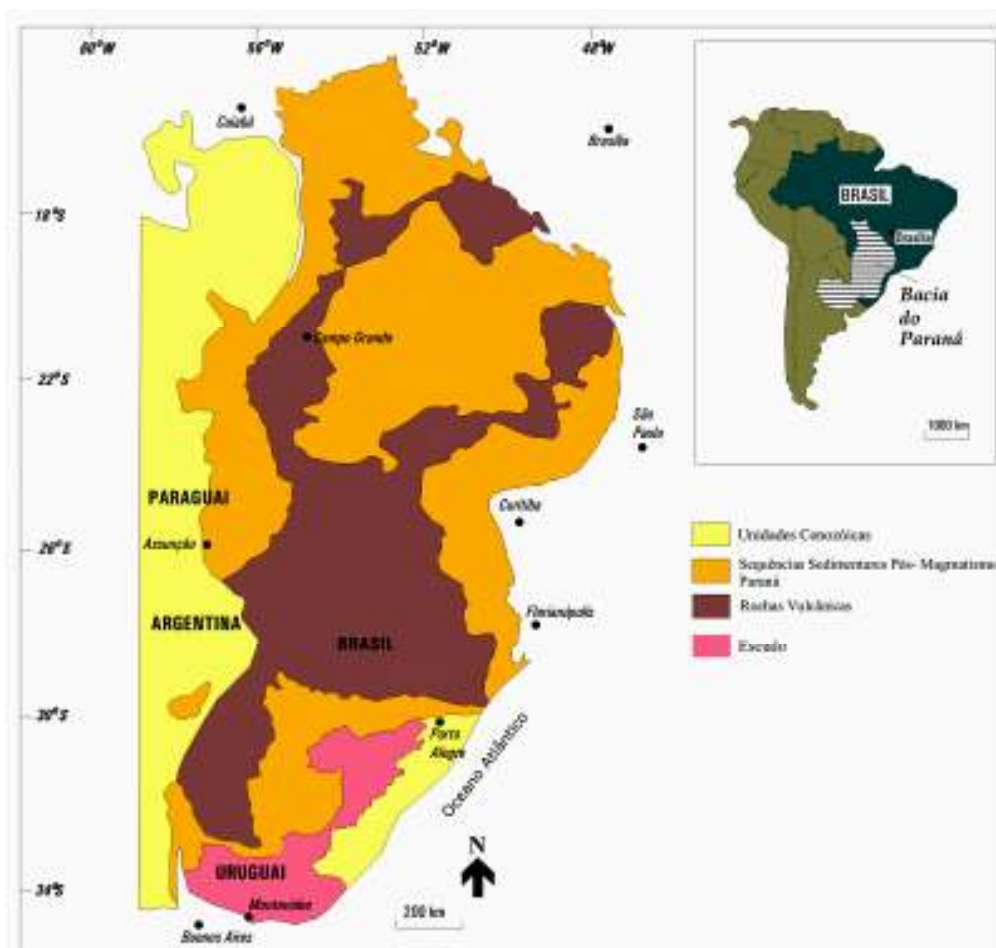 60°W
56°W
52°W
48°W
Cuiabá
Brasília
18°S
Campo Grande
22°S
São
Paulo
PARAGUAI
Curitiba
Assunção
26°S
ARGENTINA
Florianópolis
BRASIL
30°S
Porto
Alegre
Oceano Atlântico
N
URUGUAI
34°S
Montevideo
200 km
Buenos Aires
BRASIL
Brasília
Bacia
do
Paraná
1000 km
Unidades Cenozóicas
Sequências Sedimentares Pós- Magmatismo
Paraná
Rochas Vulcânicas
Escudo